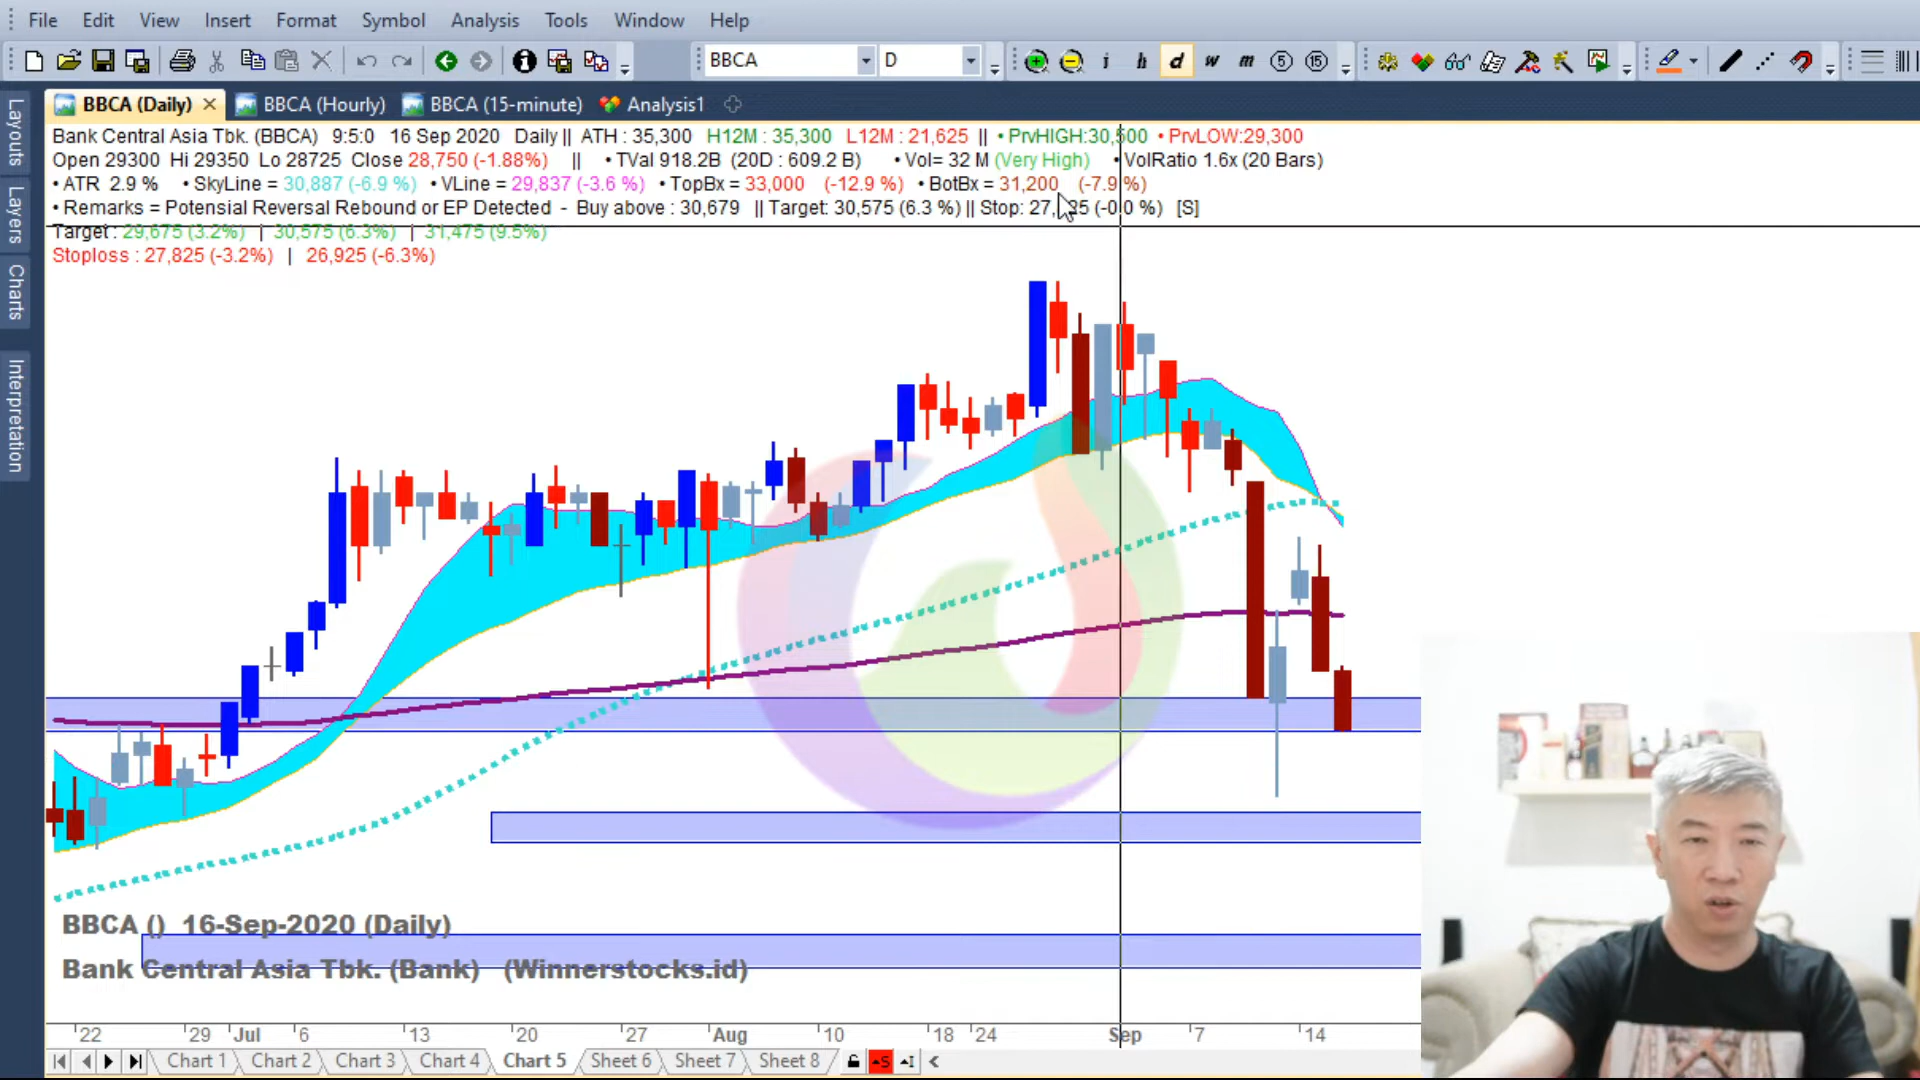 File Edit View Insert Format Symbol Analysis Tools Window Help
BBCA D i h d w m 5 15
BBCA (Daily) BBCA (Hourly) BBCA (15-minute) Analysis1
Layouts
Layers
Charts
Interpretation
Bank Central Asia Tbk. (BBCA) 9:5:0 16 Sep 2020 Daily || ATH : 35,300 H12M : 35,300 L12M : 21,625 || • PrvHIGH:30,500 • PrvLOW:29,300
Open 29300 Hi 29350 Lo 28725 Close 28,750 (-1.88%) || • TVal 918.2B (20D : 609.2 B) • Vol= 32 M (Very High) • VolRatio 1.6x (20 Bars)
• ATR 2.9 % • SkyLine = 30,887 (-6.9 %) • VLine = 29,837 (-3.6 %) • TopBx = 33,000 (-12.9 %) • BotBx = 31,200 (-7.9 %)
• Remarks = Potensial Reversal Rebound or EP Detected - Buy above : 30,679 || Target: 30,575 (6.3 %) || Stop: [S]
Target : 29,675 (3.2%) | 30,575 (6.3%) | 31,475 (9.5%)
Stoploss : 27,825 (-3.2%) | 26,925 (-6.3%)
BBCA () 16-Sep-2020 (Daily)
Bank Central Asia Tbk. (Bank) (Winnerstocks.id)
22 29 Jul 6 13 20 27 Aug 10 18 24 Sep 7 14
Chart 1 Chart 2 Chart 3 Chart 4 Chart 5 Sheet 6 Sheet 7 Sheet 8 S I